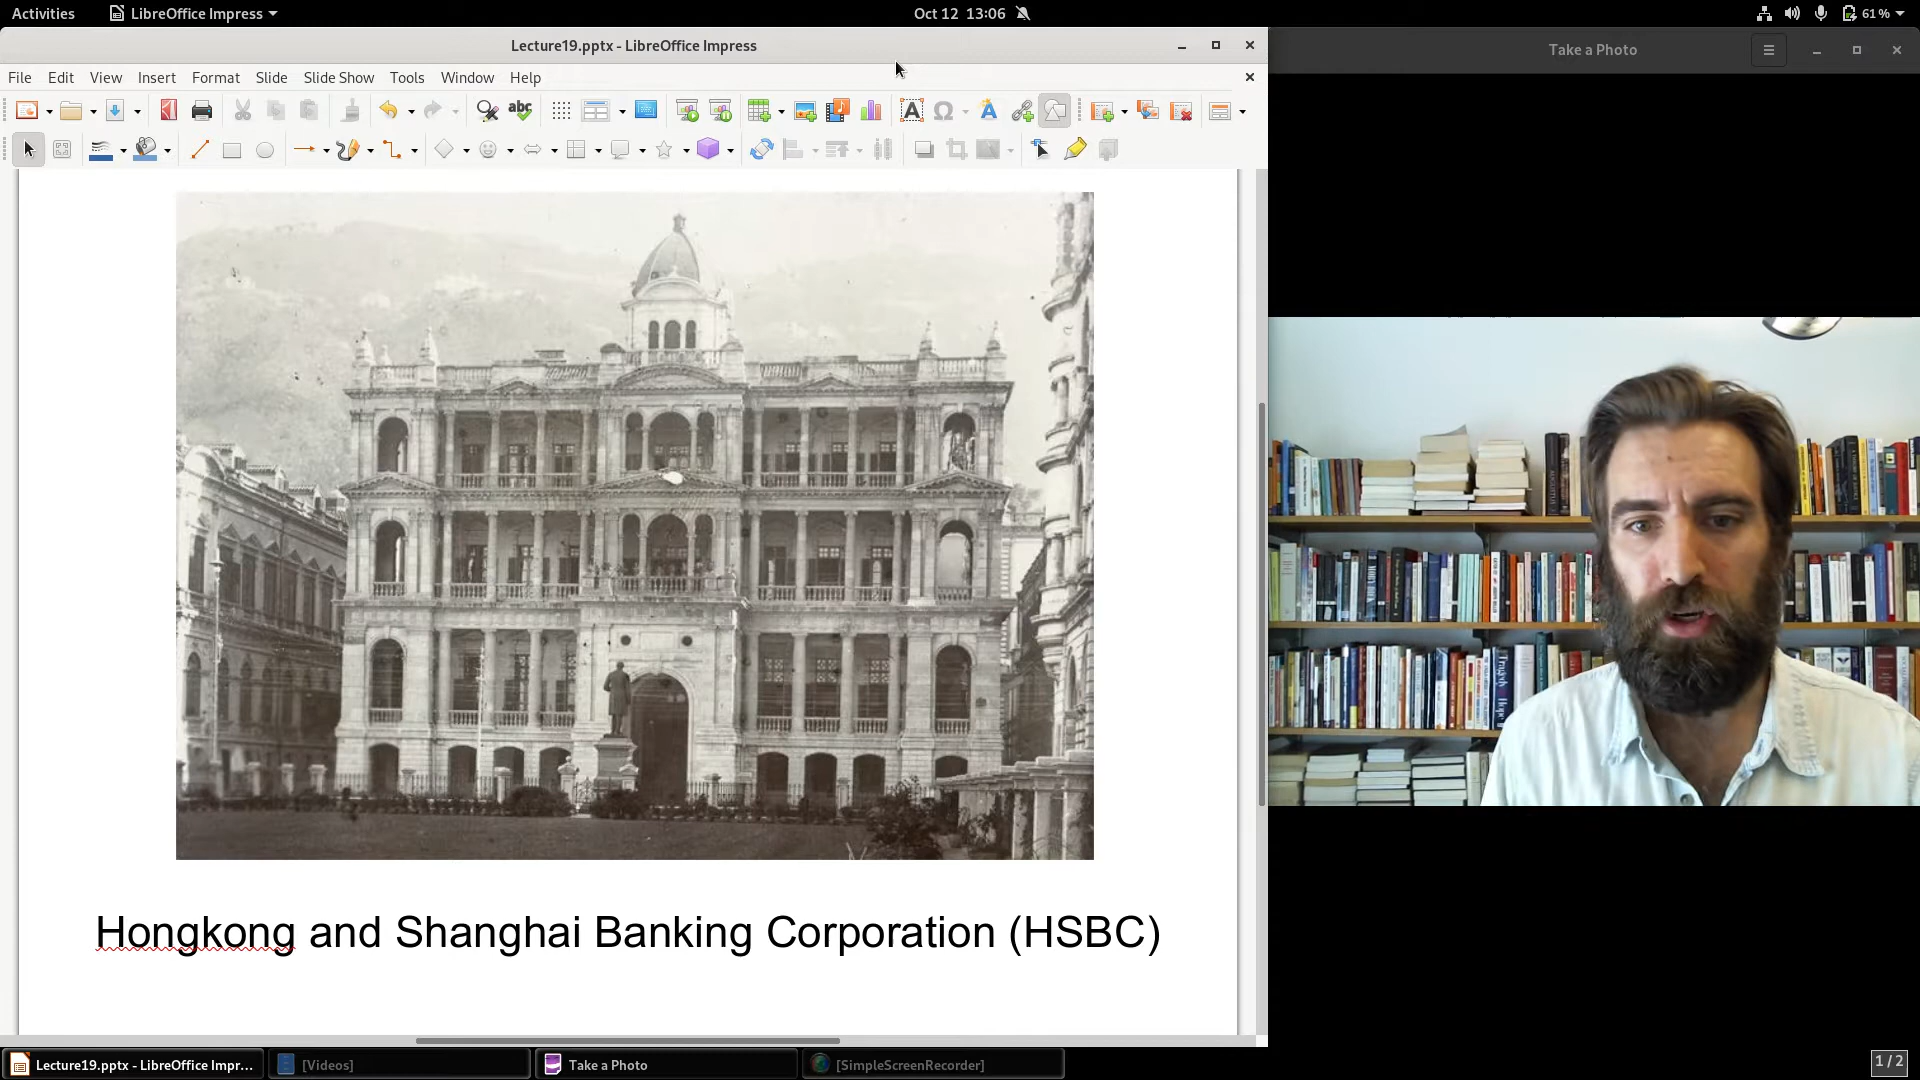 Activities
LibreOffice Impress
Oct 12 13:06
61%
Lecture19.pptx - LibreOffice Impress
Take a Photo
File Edit View Insert Format Slide Slide Show Tools Window Help
abc
Hongkong and Shanghai Banking Corporation (HSBC)
Lecture19.pptx - LibreOffice Impr...
[Videos]
Take a Photo
[SimpleScreenRecorder]
1 / 2